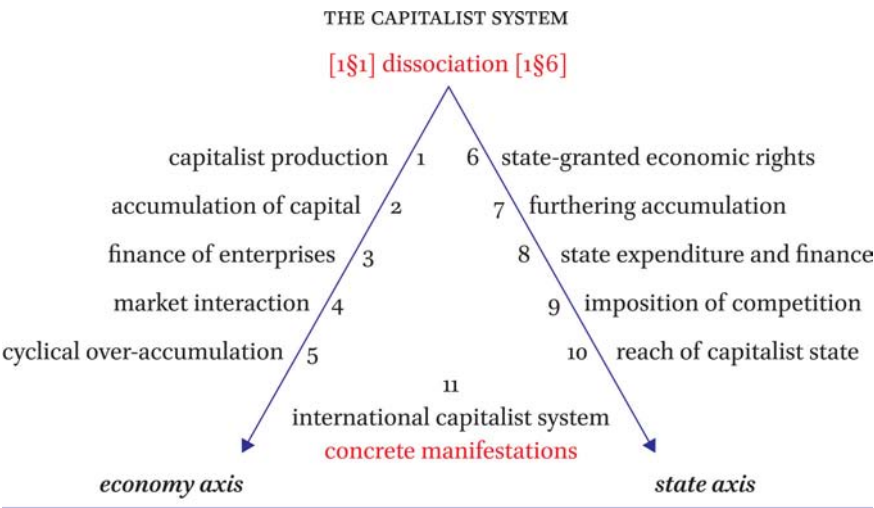 THE CAPITALIST SYSTEM
[1§1] dissociation [1§6]
capitalist production 1 6 state-granted economic rights
accumulation of capital 2 7 furthering accumulation
finance of enterprises 3 8 state expenditure and finance
market interaction 4 9 imposition of competition
cyclical over-accumulation 5 10 reach of capitalist state
11
international capitalist system
concrete manifestations
economy axis state axis